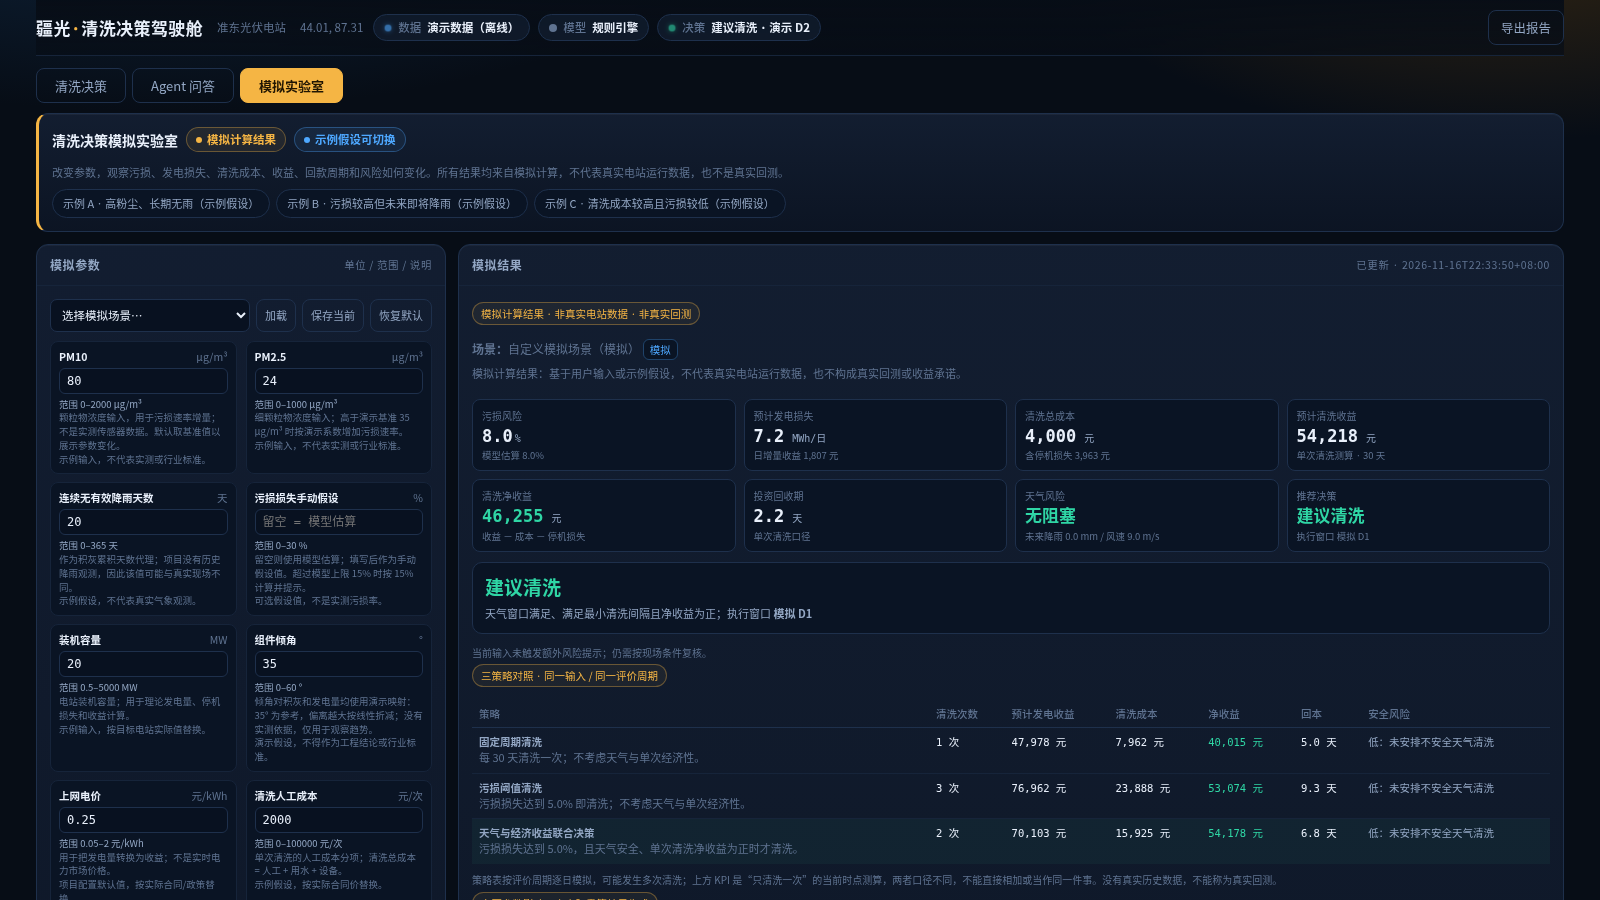 疆光·清洗决策驾驶舱
准东光伏电站 44.01, 87.31
数据 演示数据（离线）
模型 规则引擎
决策 建议清洗 · 演示 D2
导出报告
清洗决策
Agent 问答
模拟实验室
清洗决策模拟实验室
模拟计算结果
示例假设可切换
改变参数，观察污损、发电损失、清洗成本、收益、回款周期和风险如何变化。所有结果均来自模拟计算，不代表真实电站运行数据，也不是真实回测。
示例 A · 高粉尘、长期无雨（示例假设）
示例 B · 污损较高但未来即将降雨（示例假设）
示例 C · 清洗成本较高且污损较低（示例假设）
模拟参数
单位 / 范围 / 说明
选择模拟场景…
加载
保存当前
恢复默认
PM10 μg/m³
80
范围 0–2000 μg/m³
颗粒物浓度输入，用于污损速率增量；
不是实测传感器数据。默认取基准值以
展示参数变化。
示例输入，不代表实测或行业标准。
PM2.5 μg/m³
24
范围 0–1000 μg/m³
细颗粒物浓度输入；高于演示基准 35
μg/m³ 时按演示系数增加污损速率。
示例输入，不代表实测或行业标准。
连续无有效降雨天数 天
20
范围 0–365 天
作为积灰累积天数代理；项目没有历史
降雨观测，因此该值可能与真实现场不
同。
示例假设，不代表真实气象观测。
污损损失手动假设 %
留空 = 模型估算
范围 0–30 %
留空则使用模型估算；填写后作为手动
假设值。超过模型上限 15% 时按 15%
计算并提示。
可选假设值，不是实测污损率。
装机容量 MW
20
范围 0.5–5000 MW
电站装机容量；用于理论发电量、停机
损失和收益计算。
示例输入，按目标电站实际值替换。
组件倾角 °
35
范围 0–60 °
倾角对积灰和发电量均使用演示映射：
35° 为参考，偏离越大按线性折减；没有
实测依据，仅用于观察趋势。
演示假设，不得作为工程结论或行业标
准。
上网电价 元/kWh
0.25
范围 0.05–2 元/kWh
用于把发电量转换为收益；不是实时电
力市场价格。
项目配置默认值，按实际合同/政策替
换。
清洗人工成本 元/次
2000
范围 0–100000 元/次
单次清洗的人工成本分项；清洗总成本
= 人工 + 用水 + 设备。
示例假设，按实际合同价替换。
模拟结果
已更新 · 2026-11-16T22:33:50+08:00
模拟计算结果 · 非真实电站数据 · 非真实回测
场景：自定义模拟场景（模拟） 模拟
模拟计算结果：基于用户输入或示例假设，不代表真实电站运行数据，也不构成真实回测或收益承诺。
污损风险
8.0%
模型估算 8.0%
预计发电损失
7.2 MWh/日
日增量收益 1,807 元
清洗总成本
4,000 元
含停机损失 3,963 元
预计清洗收益
54,218 元
单次清洗测算 · 30 天
清洗净收益
46,255 元
收益 − 成本 − 停机损失
投资回收期
2.2 天
单次清洗口径
天气风险
无阻塞
未来降雨 0.0 mm / 风速 9.0 m/s
推荐决策
建议清洗
执行窗口 模拟 D1
建议清洗
天气窗口满足、满足最小清洗间隔且净收益为正；执行窗口 模拟 D1
当前输入未触发额外风险提示；仍需按现场条件复核。
三策略对照 · 同一输入 / 同一评价周期
策略 清洗次数 预计发电收益 清洗成本 净收益 回本 安全风险
固定周期清洗 1 次 47,978 元 7,962 元 40,015 元 5.0 天 低：未安排不安全天气清洗
每 30 天清洗一次；不考虑天气与单次经济性。
污损阈值清洗 3 次 76,962 元 23,888 元 53,074 元 9.3 天 低：未安排不安全天气清洗
污损损失达到 5.0% 即清洗；不考虑天气与单次经济性。
天气与经济收益联合决策 2 次 70,103 元 15,925 元 54,178 元 6.8 天 低：未安排不安全天气清洗
污损损失达到 5.0%，且天气安全、单次清洗净收益为正时才清洗。
策略表按评价周期逐日模拟，可能发生多次清洗；上方 KPI 是“只清洗一次”的当前时点测算，两者口径不同，不能直接相加或当作同一件事。没有真实历史数据，不能称为真实回测。